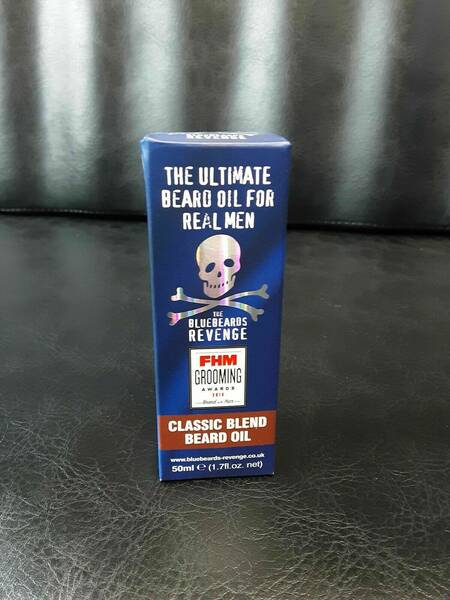 THE ULTIMATE
BEARD OIL FOR
REAL MEN
THE
BLUEBEARDS
REVENGE
FHM
GROOMING
AWARDS
CLASSIC BLEND
BEARD OIL
www.bluebeards-revenge.co.uk
50ml ℮ (1.7fl.oz. net)